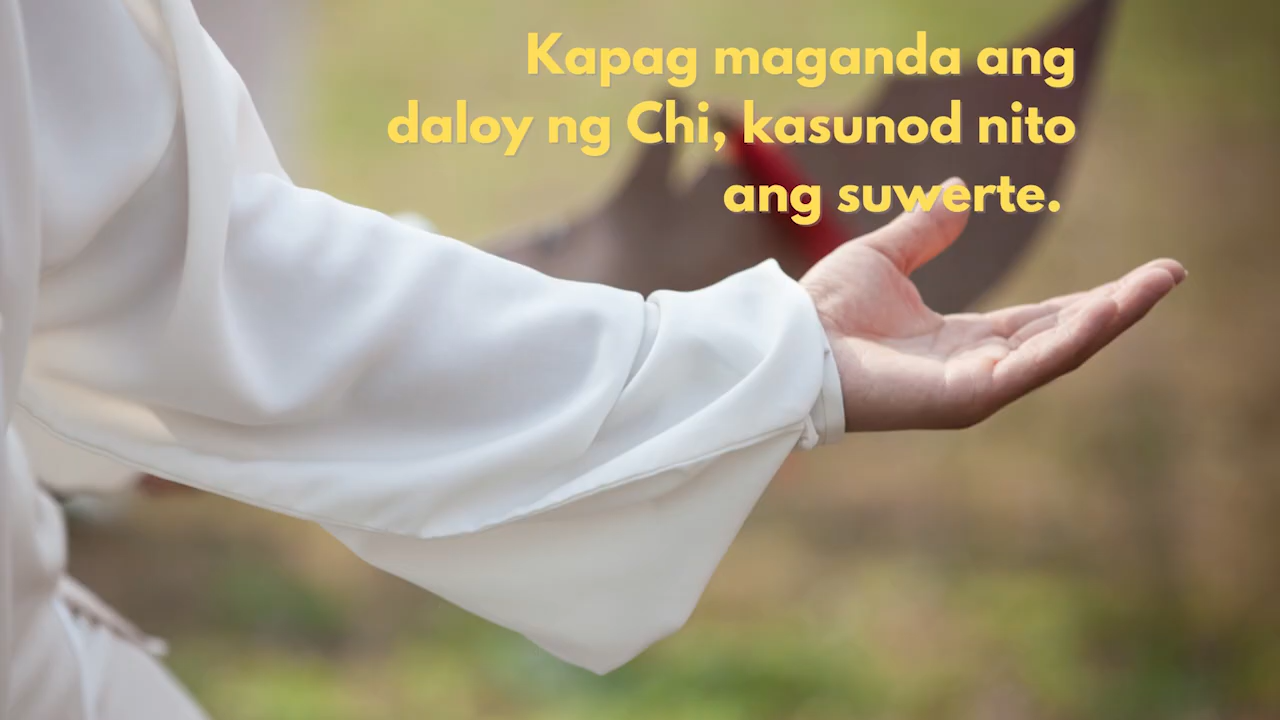 Kapag maganda ang
daloy ng Chi, kasunod nito
ang suwerte.